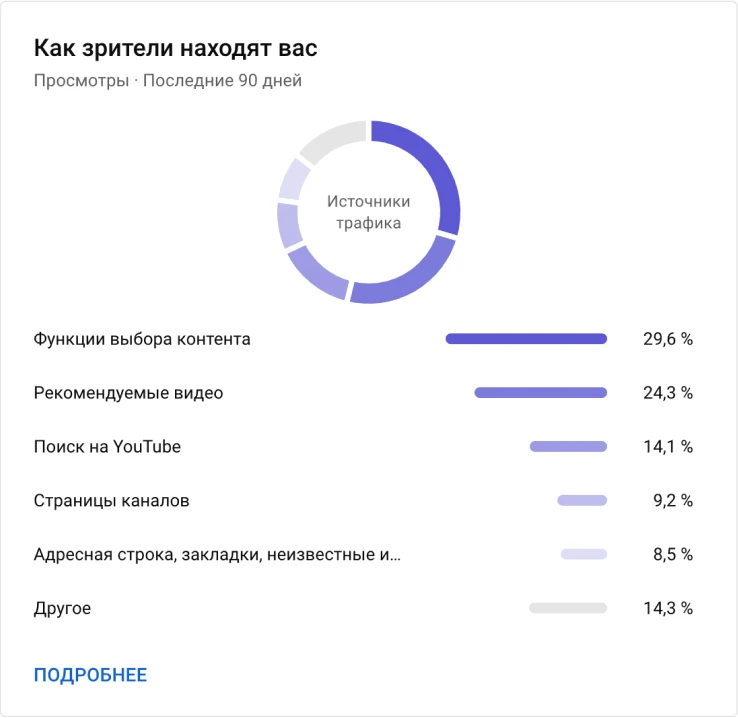 Как зрители находят вас
Просмотры · Последние 90 дней
Источники
трафика
Функции выбора контента 29,6 %
Рекомендуемые видео 24,3 %
Поиск на YouTube 14,1 %
Страницы каналов 9,2 %
Адресная строка, закладки, неизвестные и... 8,5 %
Другое 14,3 %
ПОДРОБНЕЕ